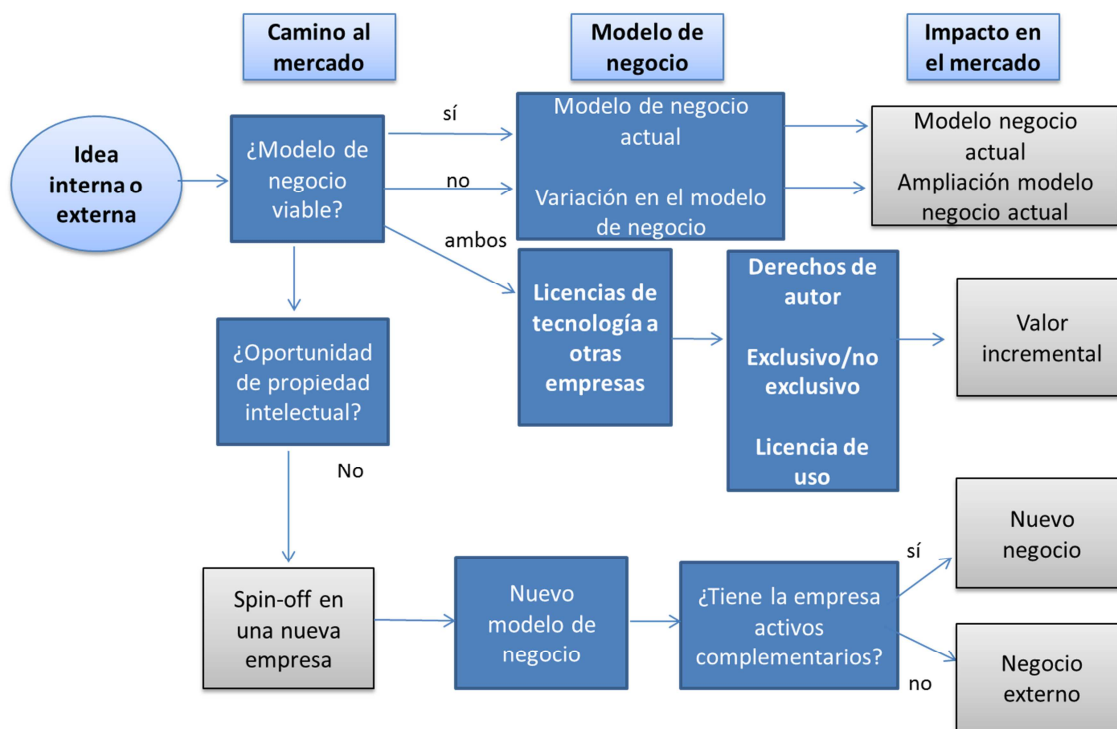 Camino al
mercado
Modelo de
negocio
Impacto en
el mercado
Idea
interna o
externa
¿Modelo de
negocio
viable?
sí
no
ambos
Modelo de negocio
actual
Variación en el modelo
de negocio
Modelo negocio
actual
Ampliación modelo
negocio actual
¿Oportunidad
de propiedad
intelectual?
Licencias de
tecnología a
otras
empresas
Derechos de
autor
Exclusivo/no
exclusivo
Licencia de
uso
Valor
incremental
No
Spin-off en
una nueva
empresa
Nuevo
modelo de
negocio
¿Tiene la empresa
activos
complementarios?
sí
no
Nuevo
negocio
Negocio
externo